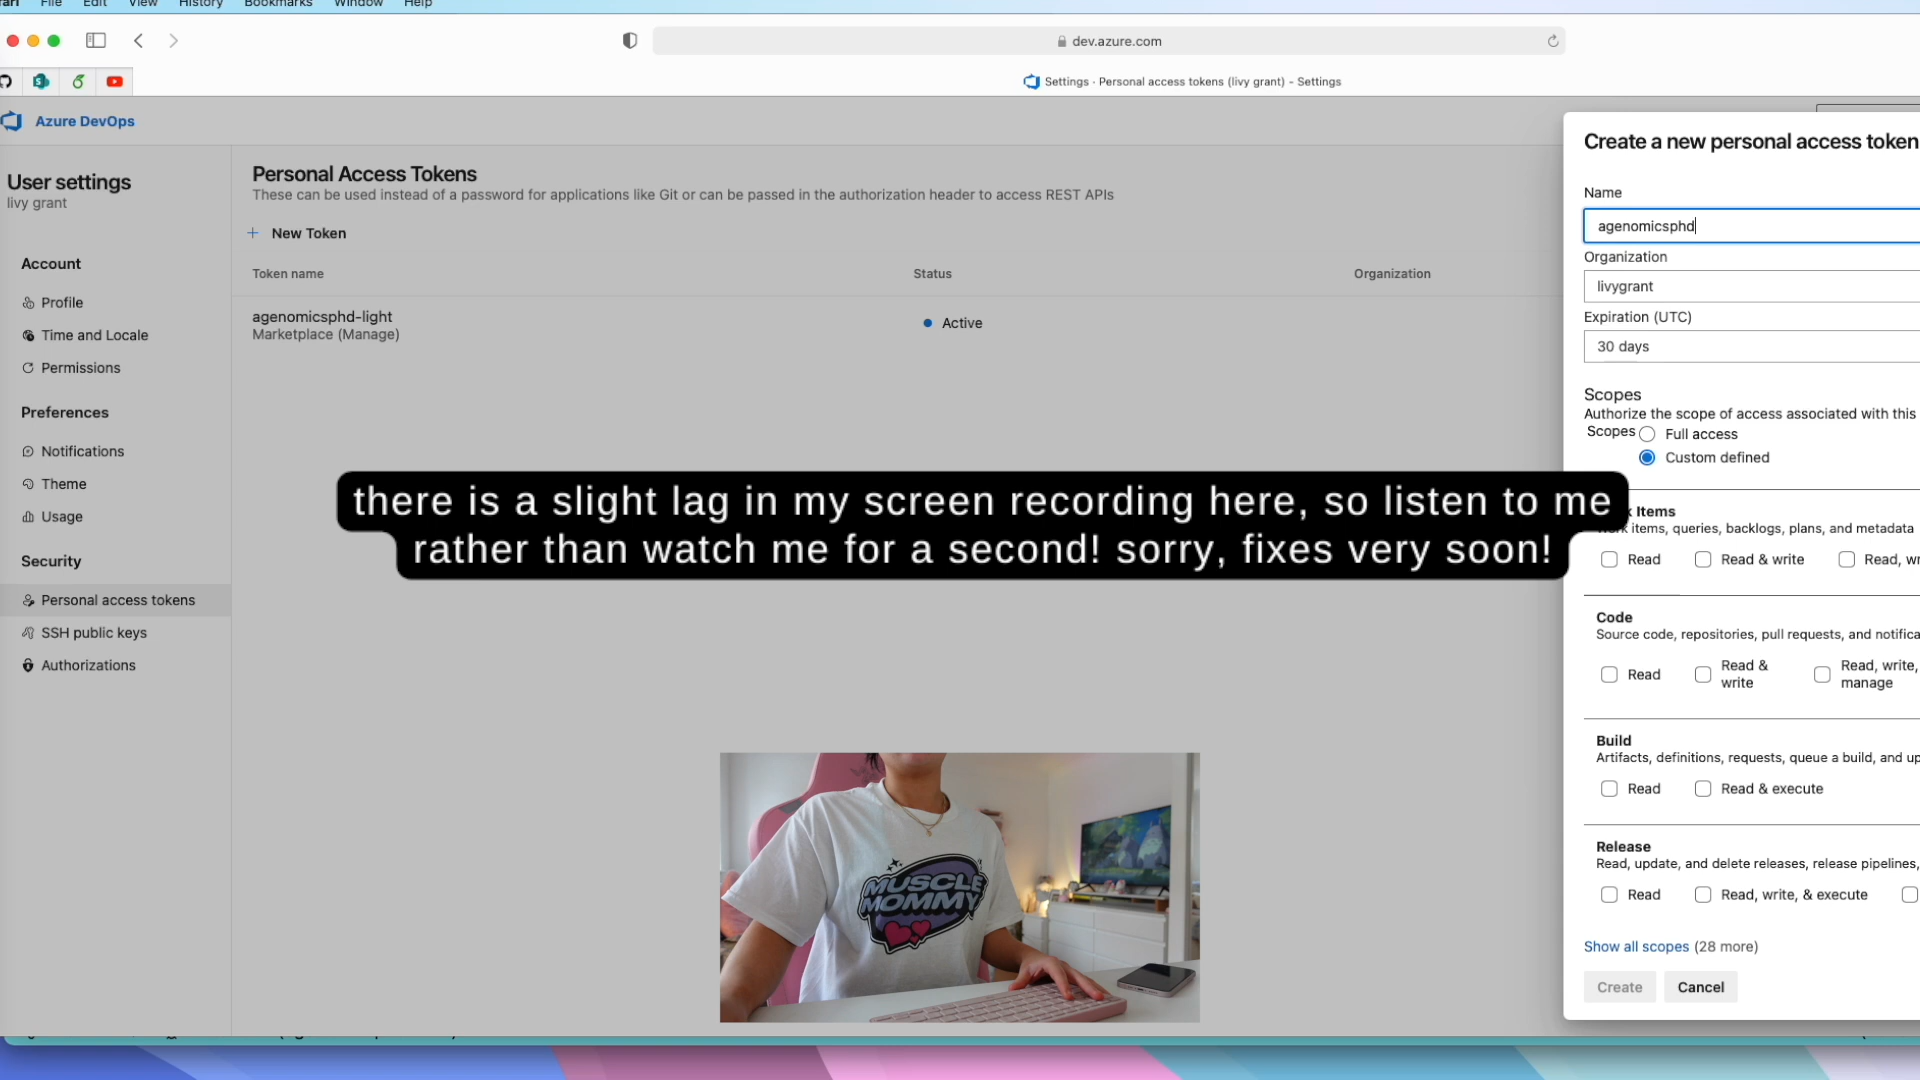 File Edit View History Bookmarks Window Help
dev.azure.com
Settings · Personal access tokens (livy grant) - Settings
Azure DevOps
User settings
livy grant
Account
Profile
Time and Locale
Permissions
Preferences
Notifications
Theme
Usage
Security
Personal access tokens
SSH public keys
Authorizations
Personal Access Tokens
These can be used instead of a password for applications like Git or can be passed in the authorization header to access REST APIs
+ New Token
Token name Status Organization
agenomicsphd-light
Marketplace (Manage)
Active
there is a slight lag in my screen recording here, so listen to me
rather than watch me for a second! sorry, fixes very soon!
MUSCLE
MOMMY
Create a new personal access token
Name
agenomicsphd
Organization
livygrant
Expiration (UTC)
30 days
Scopes
Authorize the scope of access associated with this
Scopes Full access
Custom defined
Items
items, queries, backlogs, plans, and metadata
Read Read & write Read,
Code
Source code, repositories, pull requests, and
Read Read & write Read, write, manage
Build
Artifacts, definitions, requests, queue a build, and
Read Read & execute
Release
Read, update, and delete releases, release pipelines,
Read Read, write, & execute
Show all scopes (28 more)
Create Cancel